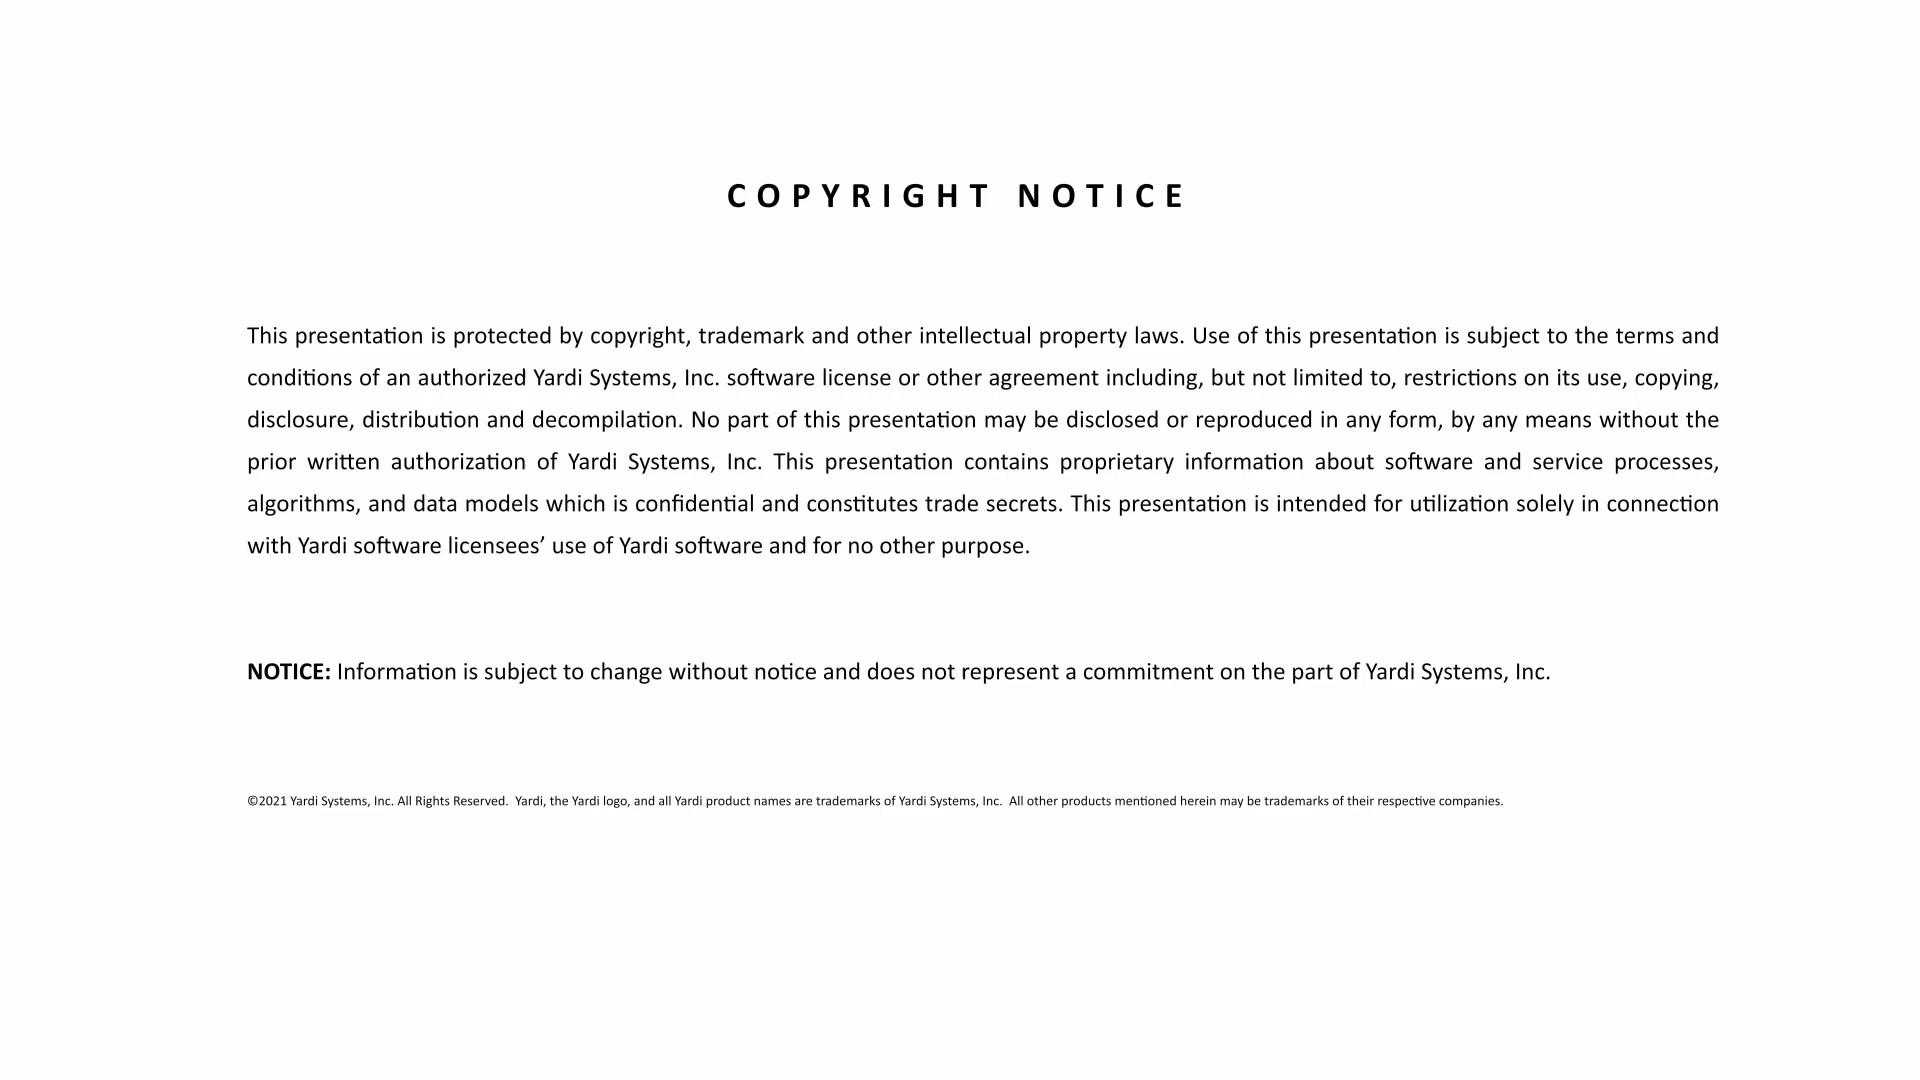 COPYRIGHT NOTICE
This presentation is protected by copyright, trademark and other intellectual property laws. Use of this presentation is subject to the terms and
conditions of an authorized Yardi Systems, Inc. software license or other agreement including, but not limited to, restrictions on its use, copying,
disclosure, distribution and decompilation. No part of this presentation may be disclosed or reproduced in any form, by any means without the
prior written authorization of Yardi Systems, Inc. This presentation contains proprietary information about software and service processes,
algorithms, and data models which is confidential and constitutes trade secrets. This presentation is intended for utilization solely in connection
with Yardi software licensees’ use of Yardi software and for no other purpose.
NOTICE: Information is subject to change without notice and does not represent a commitment on the part of Yardi Systems, Inc.
©2021 Yardi Systems, Inc. All Rights Reserved.  Yardi, the Yardi logo, and all Yardi product names are trademarks of Yardi Systems, Inc.  All other products mentioned herein may be trademarks of their respective companies.